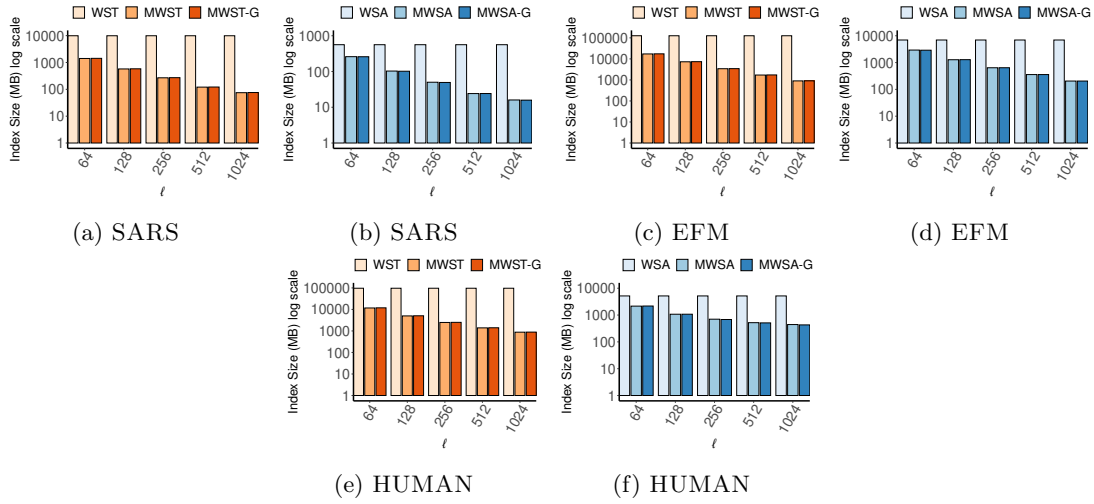 WST MWST MWST-G
Index Size (MB) log scale
10000
1000
100
10
1
64 128 256 512 1024
ℓ
(a) SARS
WSA MWSA MWSA-G
Index Size (MB) log scale
1000
100
10
1
64 128 256 512 1024
ℓ
(b) SARS
WST MWST MWST-G
Index Size (MB) log scale
100000
10000
1000
100
10
1
64 128 256 512 1024
ℓ
(c) EFM
WSA MWSA MWSA-G
Index Size (MB) log scale
10000
1000
100
10
1
64 128 256 512 1024
ℓ
(d) EFM
WST MWST MWST-G
Index Size (MB) log scale
100000
10000
1000
100
10
1
64 128 256 512 1024
ℓ
(e) HUMAN
WSA MWSA MWSA-G
Index Size (MB) log scale
10000
1000
100
10
1
64 128 256 512 1024
ℓ
(f) HUMAN